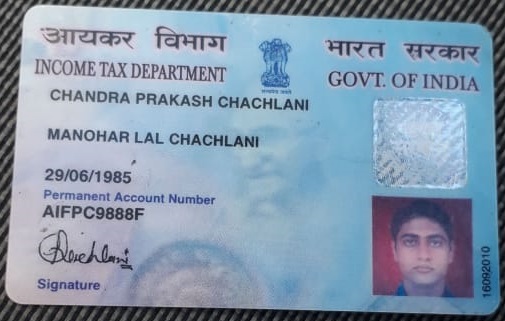 आयकर विभाग
भारत सरकार
INCOME TAX DEPARTMENT
GOVT. OF INDIA
CHANDRA PRAKASH CHACHLANI
MANOHAR LAL CHACHLANI
29/06/1985
Permanent Account Number
AIFPC9888F
Signature
16092010